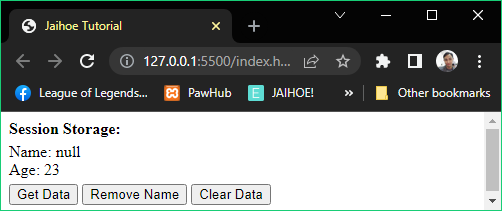 Jaihoe Tutorial
127.0.0.1:5500/index.h...
League of Legends... PawHub JAIHOE! » Other bookmarks
Session Storage:
Name: null
Age: 23
Get Data Remove Name Clear Data